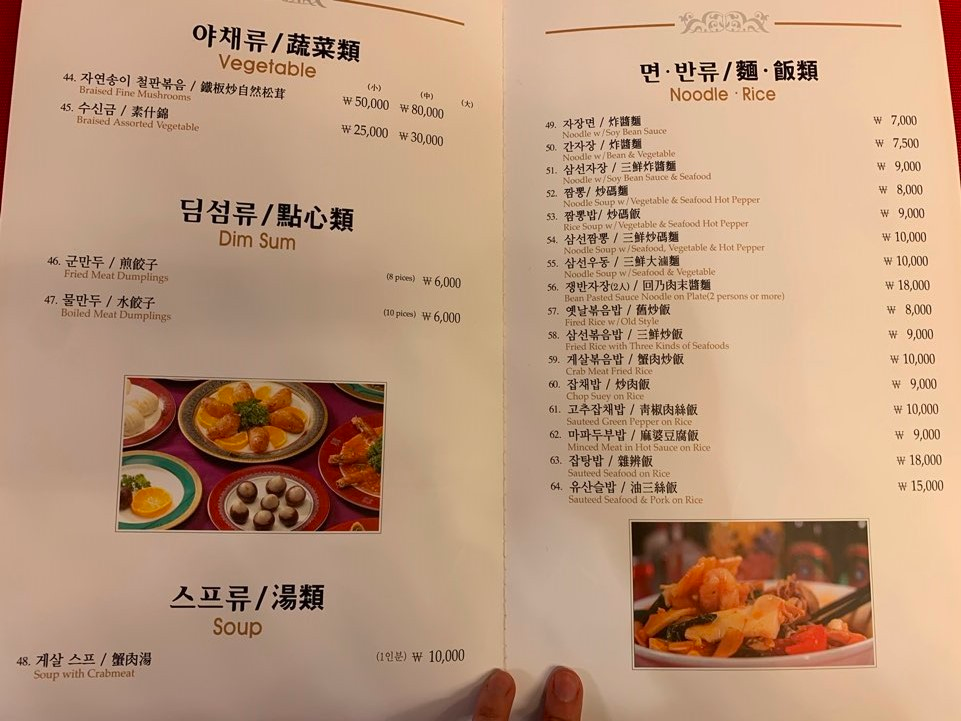 야채류/蔬菜類
Vegetable
(小) (中) (大)
44. 자연송이 철판볶음 / 鐵板炒自然松茸 ₩ 50,000 ₩ 80,000
Braised Fine Mushrooms
45. 수신금 / 素什錦 ₩ 25,000 ₩ 30,000
Braised Assorted Vegetable
딤섬류/點心類
Dim Sum
46. 군만두 / 煎餃子 (8 pices) ₩ 6,000
Fried Meat Dumplings
47. 물만두 / 水餃子 (10 pices) ₩ 6,000
Boiled Meat Dumplings
스프류/湯類
Soup
48. 게살 스프 / 蟹肉湯 (1인분) ₩ 10,000
Soup with Crabmeat
면·반류/麵·飯類
Noodle · Rice
49. 자장면 / 炸醬麵 ₩ 7,000
Noodle w/Soy Bean Sauce
50. 간자장 / 炸醬麵 ₩ 7,500
Noodle w/Bean & Vegetable
51. 삼선자장 / 三鮮炸醬麵 ₩ 9,000
Noodle w/Soy Bean Sauce & Seafood
52. 짬뽕/ 炒碼麵 ₩ 8,000
Noodle Soup w/Vegetable & Seafood Hot Pepper
53. 짬뽕밥/ 炒碼飯 ₩ 9,000
Rice Soup w/Vegetable & Seafood Hot Pepper
54. 삼선짬뽕 / 三鮮炒碼麵 ₩ 10,000
Noodle Soup w/Seafood, Vegetable & Hot Pepper
55. 삼선우동 / 三鮮大滷麵 ₩ 10,000
Noodle Soup w/Seafood & Vegetable
56. 쟁반자장(2人) / 回乃肉末醬麵 ₩ 18,000
Bean Pasted Sauce Noodle on Plate(2 persons or more)
57. 옛날볶음밥 / 舊炒飯 ₩ 8,000
Fired Rice w/Old Style
58. 삼선볶음밥 / 三鮮炒飯 ₩ 9,000
Fried Rice with Three Kinds of Seafoods
59. 게살볶음밥 / 蟹肉炒飯 ₩ 10,000
Crab Meat Fried Rice
60. 잡채밥 / 炒肉飯 ₩ 9,000
Chop Suey on Rice
61. 고추잡채밥 / 靑椒肉絲飯 ₩ 10,000
Sauteed Green Pepper on Rice
62. 마파두부밥 / 麻婆豆腐飯 ₩ 9,000
Minced Meat in Hot Sauce on Rice
63. 잡탕밥 / 雜辨飯 ₩ 18,000
Sauteed Seafood on Rice
64. 유산슬밥 / 油三絲飯 ₩ 15,000
Sauteed Seafood & Pork on Rice